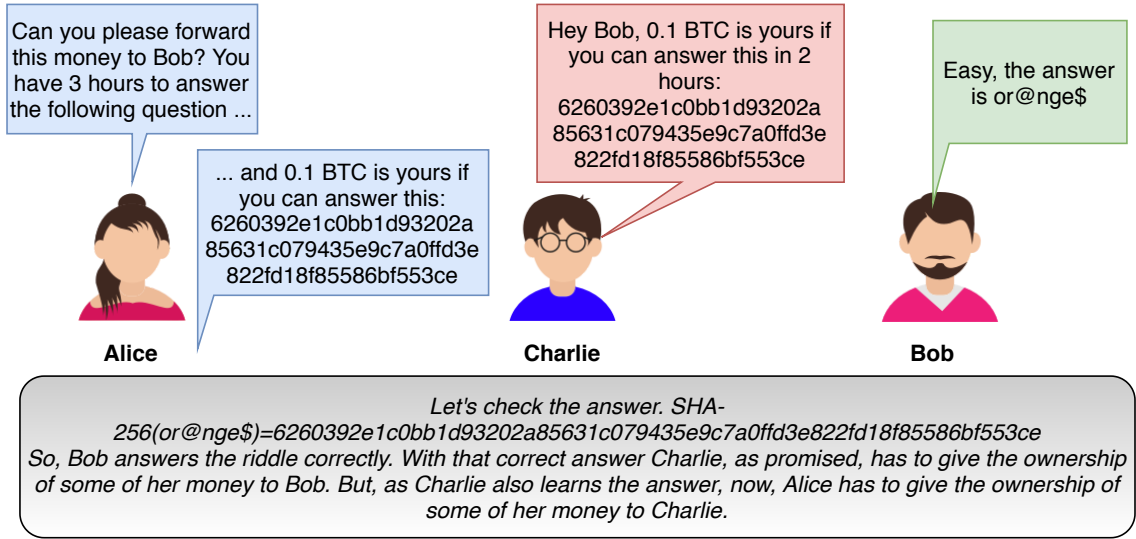 Can you please forward
this money to Bob? You
have 3 hours to answer
the following question ...
... and 0.1 BTC is yours if
you can answer this:
6260392e1c0bb1d93202a
85631c079435e9c7a0ffd3e
822fd18f85586bf553ce
Hey Bob, 0.1 BTC is yours if
you can answer this in 2
hours:
6260392e1c0bb1d93202a
85631c079435e9c7a0ffd3e
822fd18f85586bf553ce
Easy, the answer
is or@nge$
Alice
Charlie
Bob
Let's check the answer. SHA-
256(or@nge$)=6260392e1c0bb1d93202a85631c079435e9c7a0ffd3e822fd18f85586bf553ce
So, Bob answers the riddle correctly. With that correct answer Charlie, as promised, has to give the ownership
of some of her money to Bob. But, as Charlie also learns the answer, now, Alice has to give the ownership of
some of her money to Charlie.